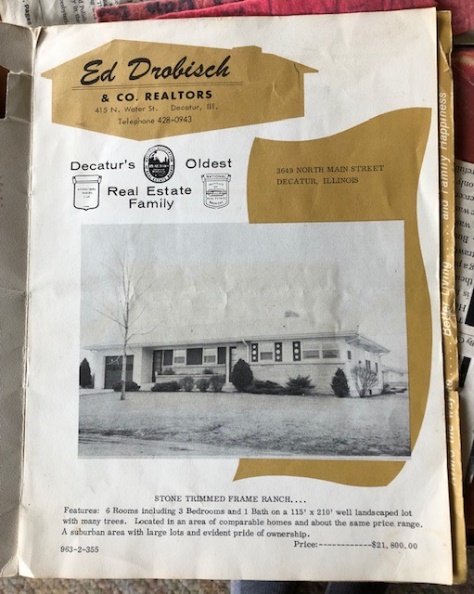 Ed Drobisch
& CO. REALTORS
415 N. Water St. Decatur, Ill.
Telephone 428-0943
Decatur's Oldest
Real Estate
Family
3649 NORTH MAIN STREET
DECATUR, ILLINOIS
Better Living . . . . . and Family Happiness
STONE TRIMMED FRAME RANCH....
Features: 6 Rooms including 3 Bedrooms and 1 Bath on a 115' x 210' well landscaped lot
with many trees. Located in an area of comparable homes and about the same price range.
A suburban area with large lots and evident pride of ownership.
Price:-------------$21,800.00
963-2-355